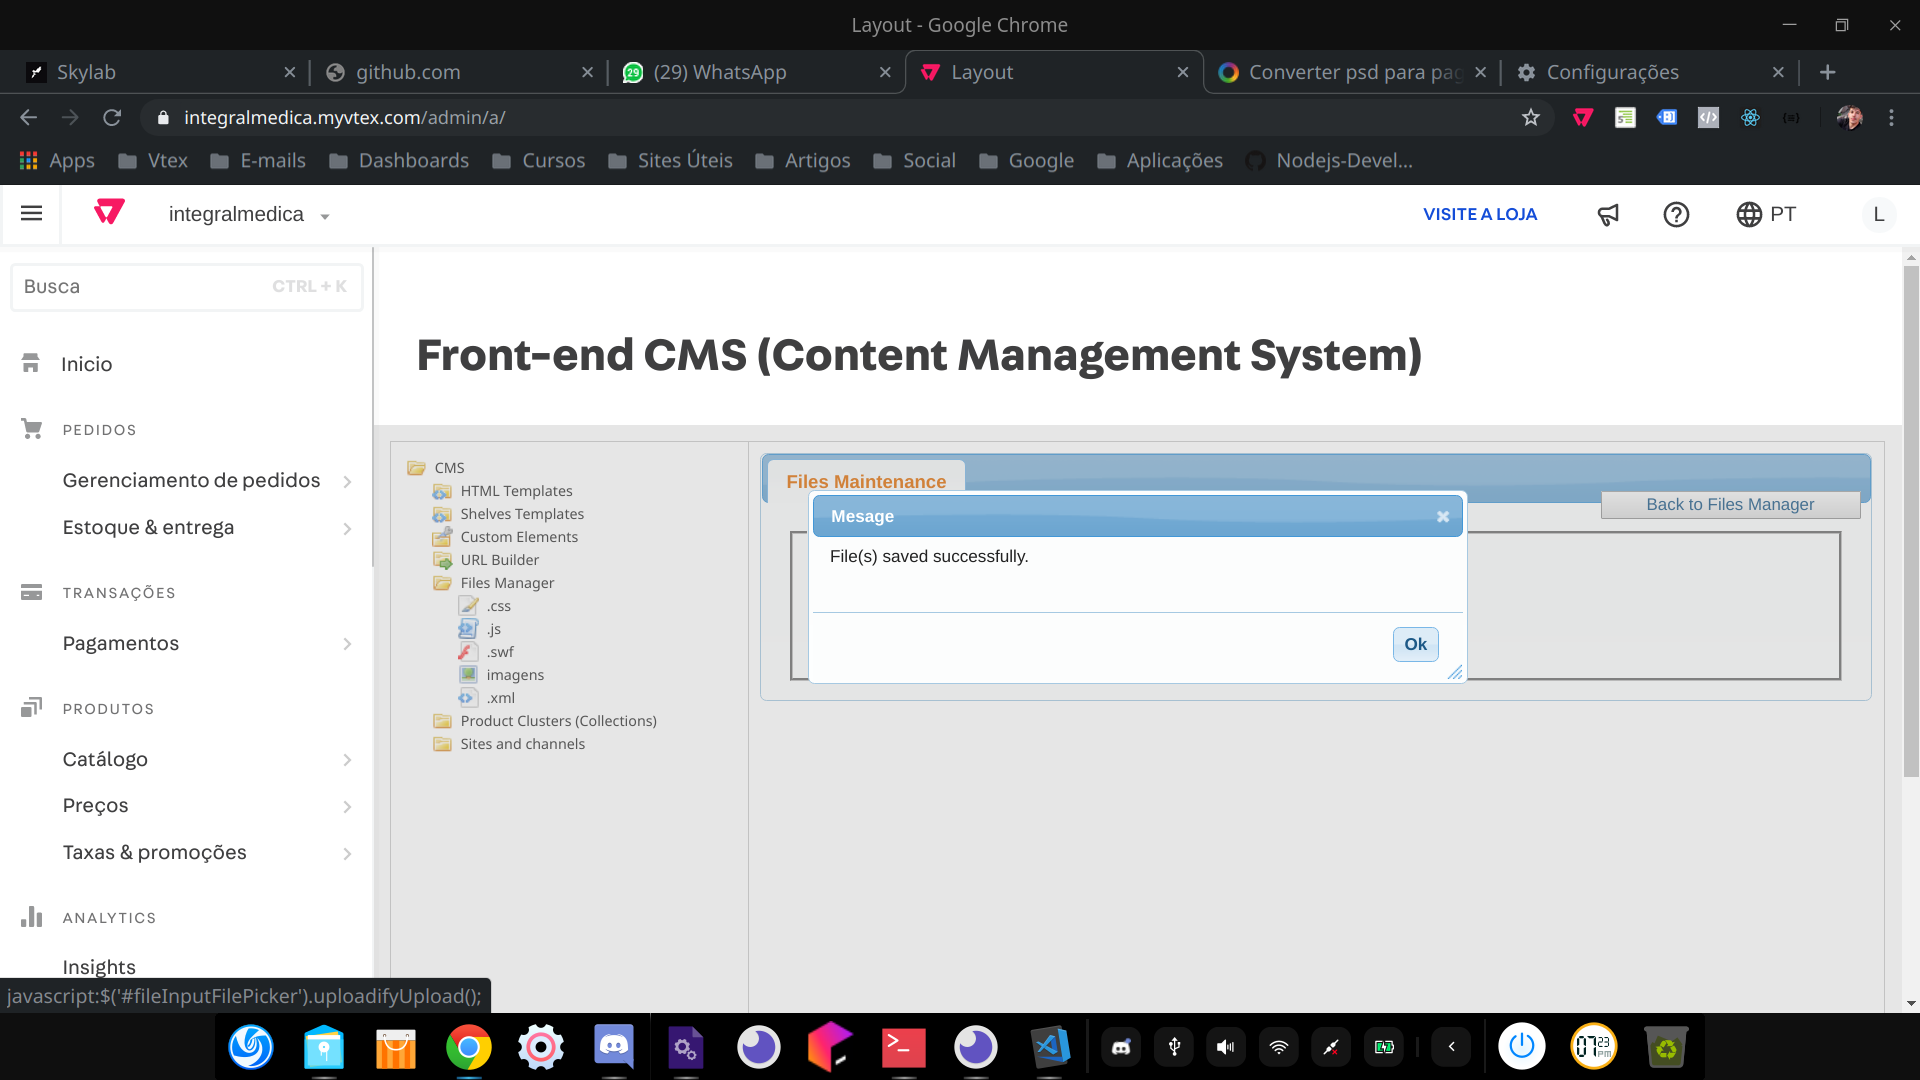 Layout - Google Chrome
Skylab
github.com
(29) WhatsApp
Layout
Converter psd para pag
Configurações
integralmedica.myvtex.com/admin/a/
Apps
Vtex
E-mails
Dashboards
Cursos
Sites Úteis
Artigos
Social
Google
Aplicações
Nodejs-Devel...
integralmedica
VISITE A LOJA
PT
L
Busca
CTRL + K
Inicio
PEDIDOS
Gerenciamento de pedidos
Estoque & entrega
TRANSAÇÕES
Pagamentos
PRODUTOS
Catálogo
Preços
Taxas & promoções
ANALYTICS
Insights
Front-end CMS (Content Management System)
CMS
HTML Templates
Shelves Templates
Custom Elements
URL Builder
Files Manager
.css
.js
.swf
imagens
.xml
Product Clusters (Collections)
Sites and channels
Files Maintenance
Back to Files Manager
Mesage
File(s) saved successfully.
Ok
javascript:$('#fileInputFilePicker').uploadifyUpload();
07 23 PM